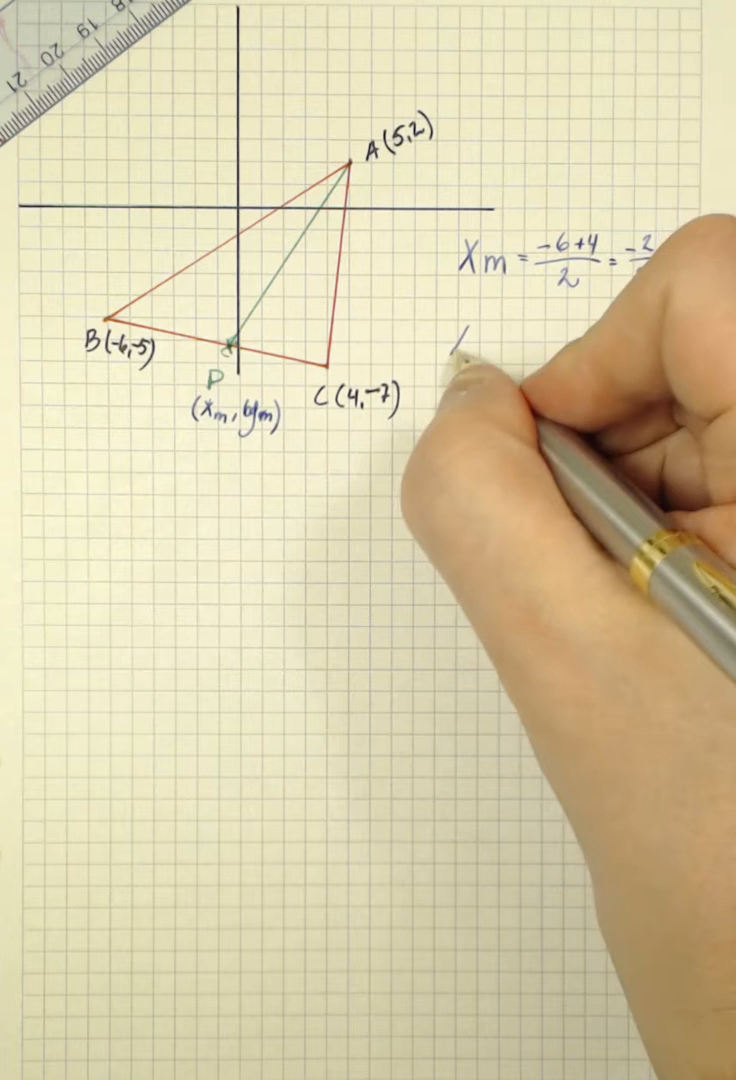 18
19
20
21
A(5,2)
Xm = -6+4 / 2 = -2
B(-6,-5)
P
C(4,-7)
(xm, ym)